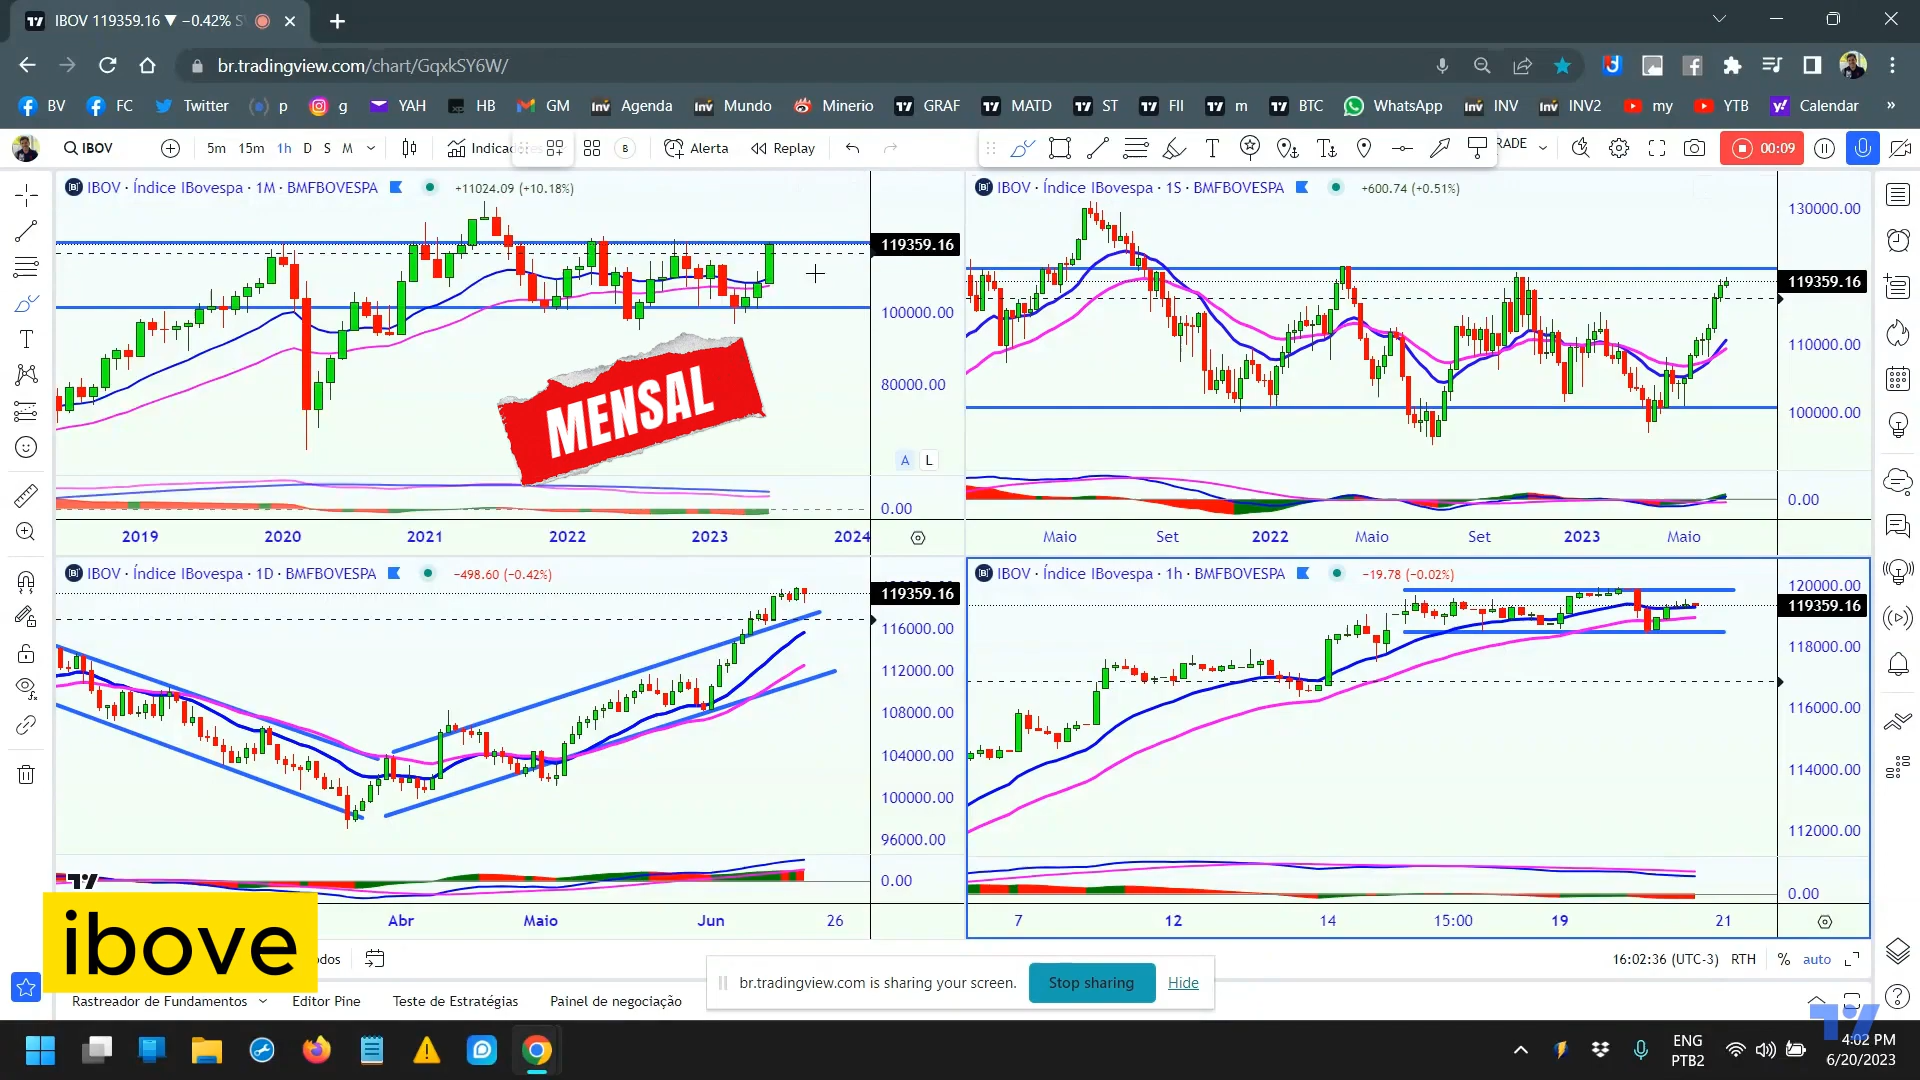 IBOV 119359.16 ▼ −0.42% S
br.tradingview.com/chart/GqxkSY6W/
BV FC Twitter p g YAH HB GM Agenda Mundo Minerio GRAF MATD ST FII m BTC WhatsApp INV INV2 my YTB Calendar »
IBOV 5m 15m 1h D S M Indicadores B Alerta Replay RADE 00:09
IBOV · Índice IBovespa · 1M · BMFBOVESPA +11024.09 (+10.18%)
119359.16
100000.00
80000.00
MENSAL
A L
0.00
2019 2020 2021 2022 2023 2024
IBOV · Índice IBovespa · 1S · BMFBOVESPA +600.74 (+0.51%)
130000.00
119359.16
110000.00
100000.00
0.00
Maio Set 2022 Maio Set 2023 Maio
IBOV · Índice IBovespa · 1D · BMFBOVESPA −498.60 (−0.42%)
119359.16
116000.00
112000.00
108000.00
104000.00
100000.00
96000.00
0.00
Abr Maio Jun 26
IBOV · Índice IBovespa · 1h · BMFBOVESPA −19.78 (−0.02%)
120000.00
119359.16
118000.00
116000.00
114000.00
112000.00
0.00
7 12 14 15:00 19 21
ibove
odos
16:02:36 (UTC-3) RTH % auto
br.tradingview.com is sharing your screen. Stop sharing Hide
Rastreador de Fundamentos Editor Pine Teste de Estratégias Painel de negociação
ENG
PTB2
4:02 PM
6/20/2023